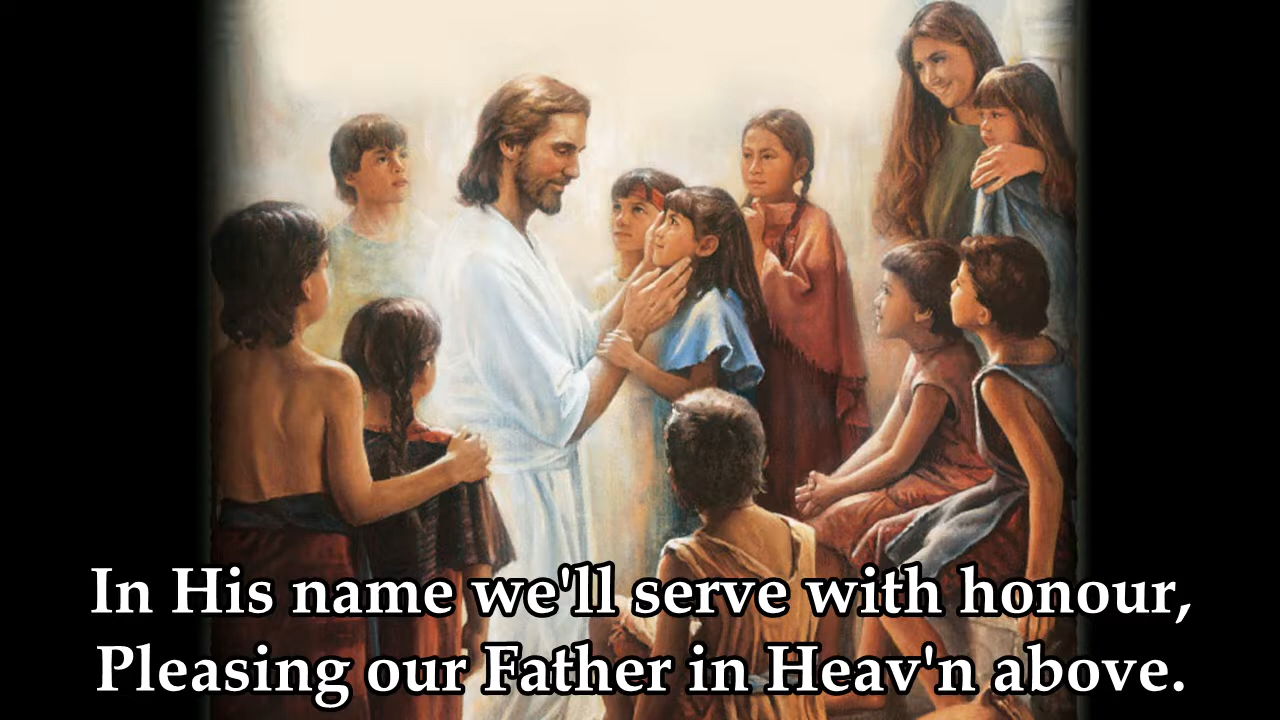 In His name we'll serve with honour,
Pleasing our Father in Heav'n above.